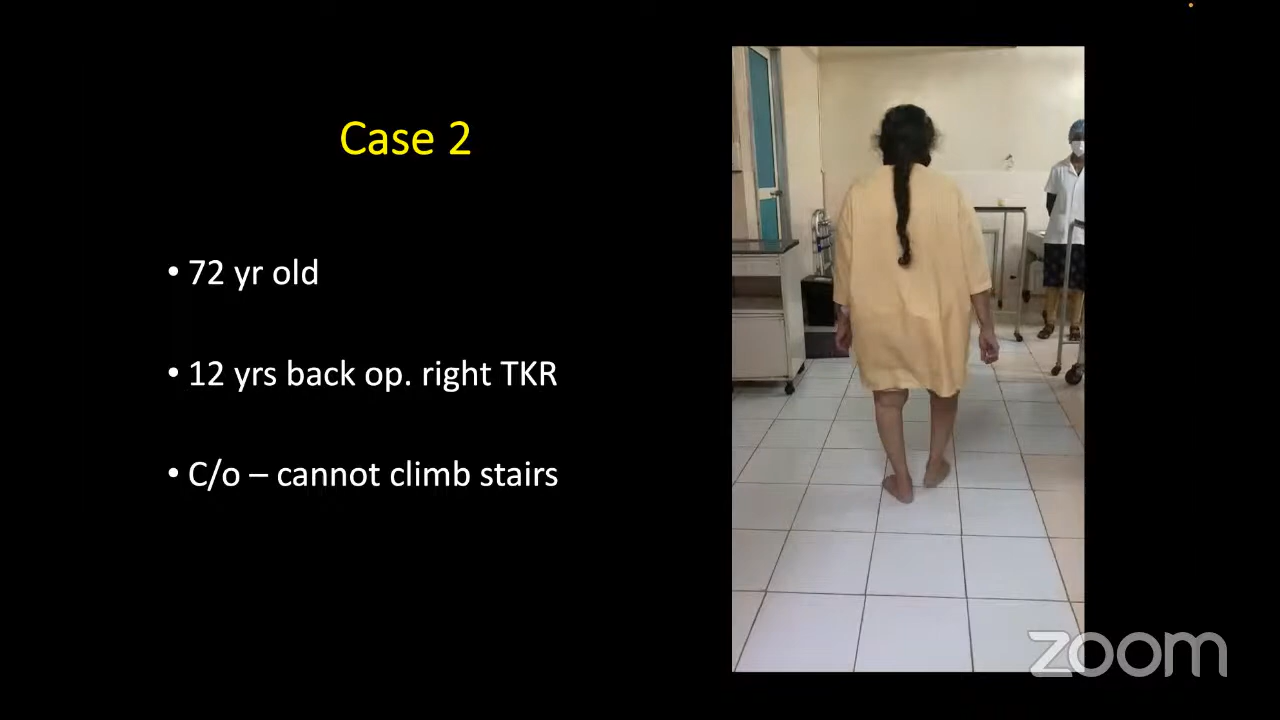 Case 2
• 72 yr old
• 12 yrs back op. right TKR
• C/o – cannot climb stairs
zoom